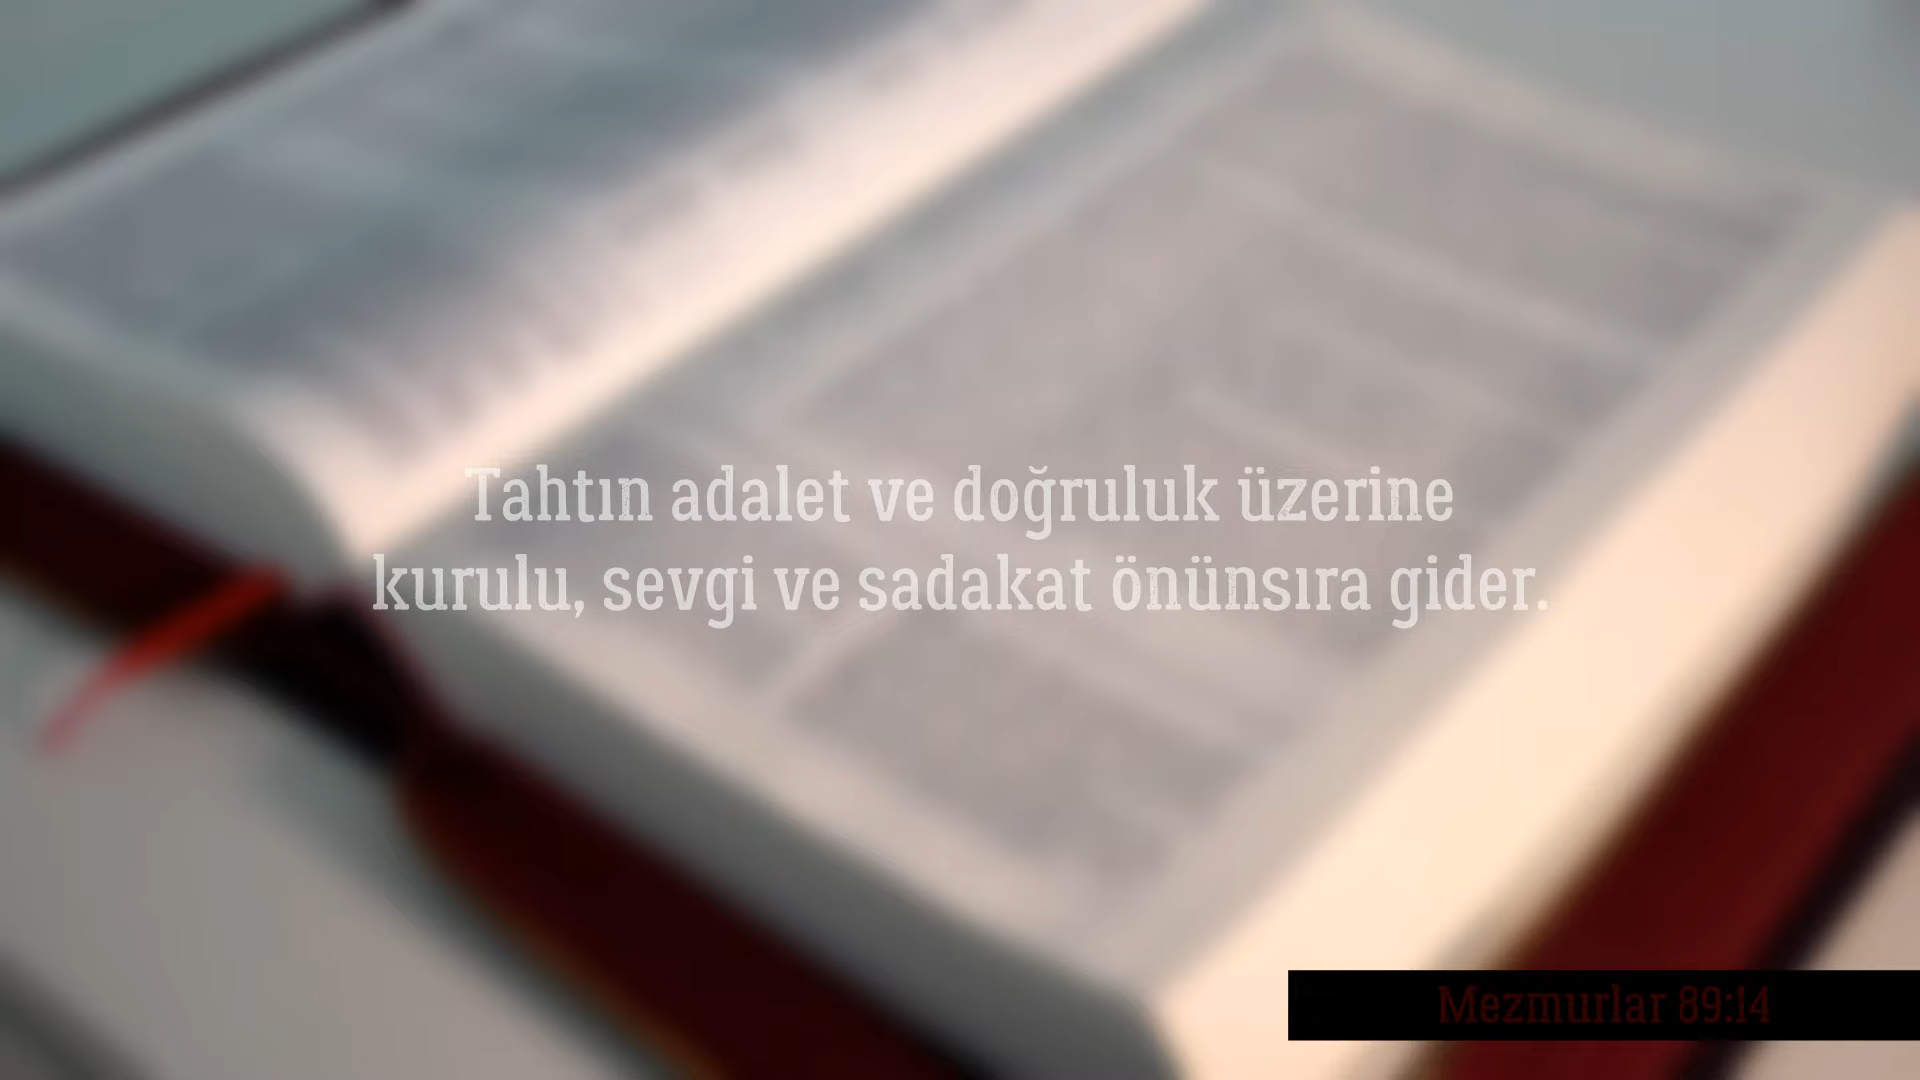 Tahtın adalet ve doğruluk üzerine
kurulu, sevgi ve sadakat önünsıra gider.
Mezmurlar 89:14